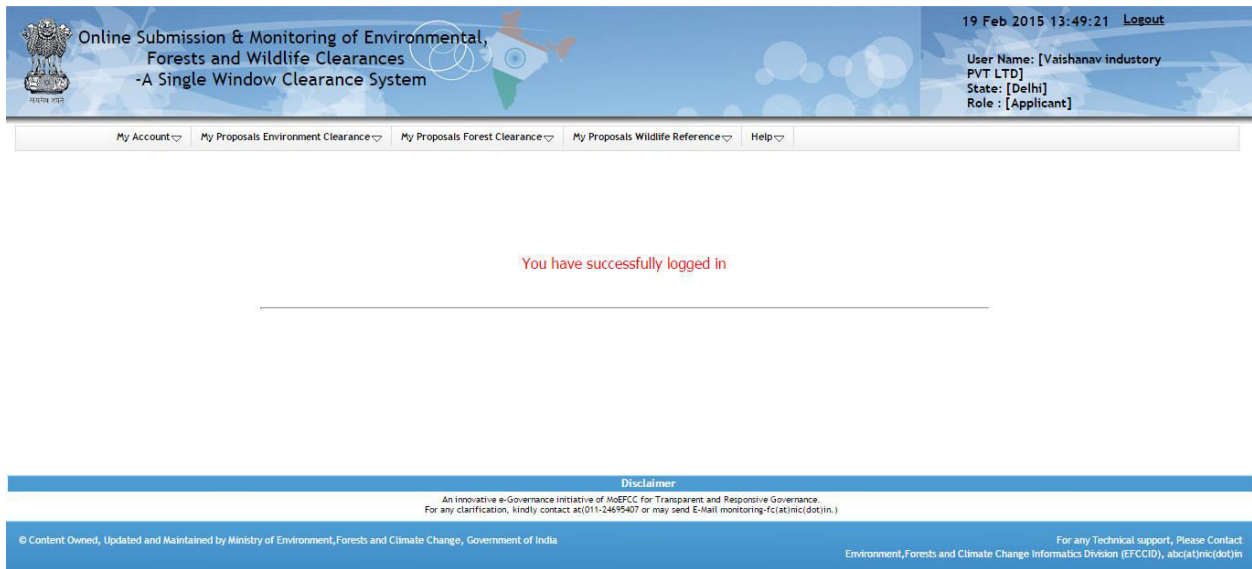 19 Feb 2015 13:49:21 Logout
Online Submission & Monitoring of Environmental,
Forests and Wildlife Clearances
-A Single Window Clearance System
सत्यमेव जयते
User Name: [Vaishanav industory
PVT LTD]
State: [Delhi]
Role : [Applicant]
My Account My Proposals Environment Clearance My Proposals Forest Clearance My Proposals Wildlife Reference Help
You have successfully logged in
Disclaimer
An innovative e-Governance initiative of MoEFCC for Transparent and Responsive Governance.
For any clarification, kindly contact at(011-24695407 or may send E-Mail monitoring-fc(at)nic(dot)in.)
© Content Owned, Updated and Maintained by Ministry of Environment,Forests and Climate Change, Government of India
For any Technical support, Please Contact
Environment,Forests and Climate Change Informatics Division (EFCCID), abc(at)nic(dot)in